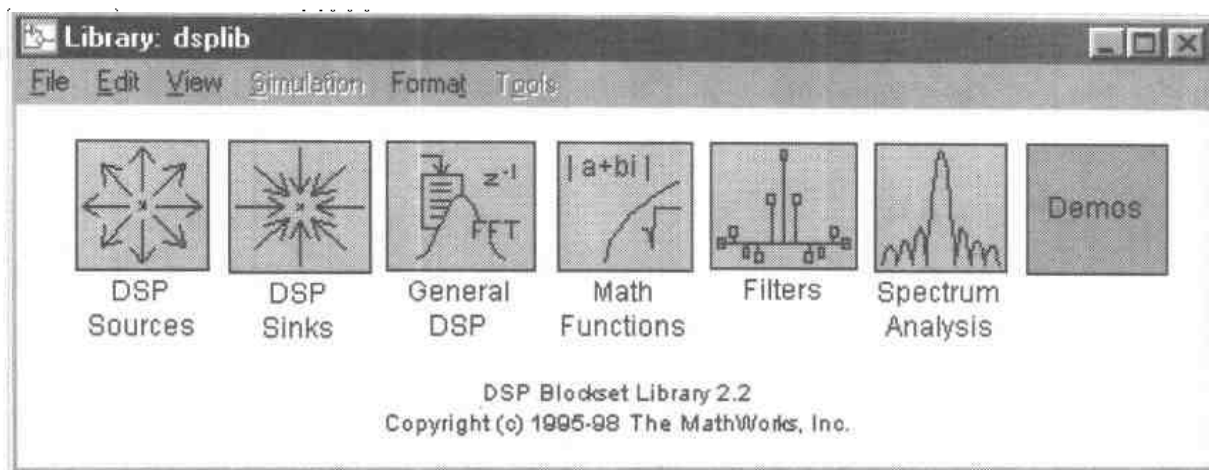 Library: dsplib
File Edit View Simulation Format Tools
z-1
FFT
|a+bi|
Demos
DSP Sources
DSP Sinks
General DSP
Math Functions
Filters
Spectrum Analysis
DSP Blockset Library 2.2
Copyright (c) 1995-98 The MathWorks, Inc.